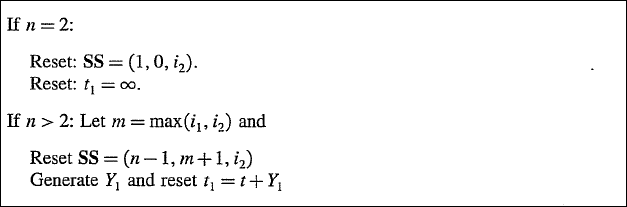 If n = 2:
Reset: SS = (1, 0, i₂).
Reset: t₁ = ∞.
If n > 2: Let m = max(i₁, i₂) and
Reset SS = (n − 1, m + 1, i₂)
Generate Y₁ and reset t₁ = t + Y₁